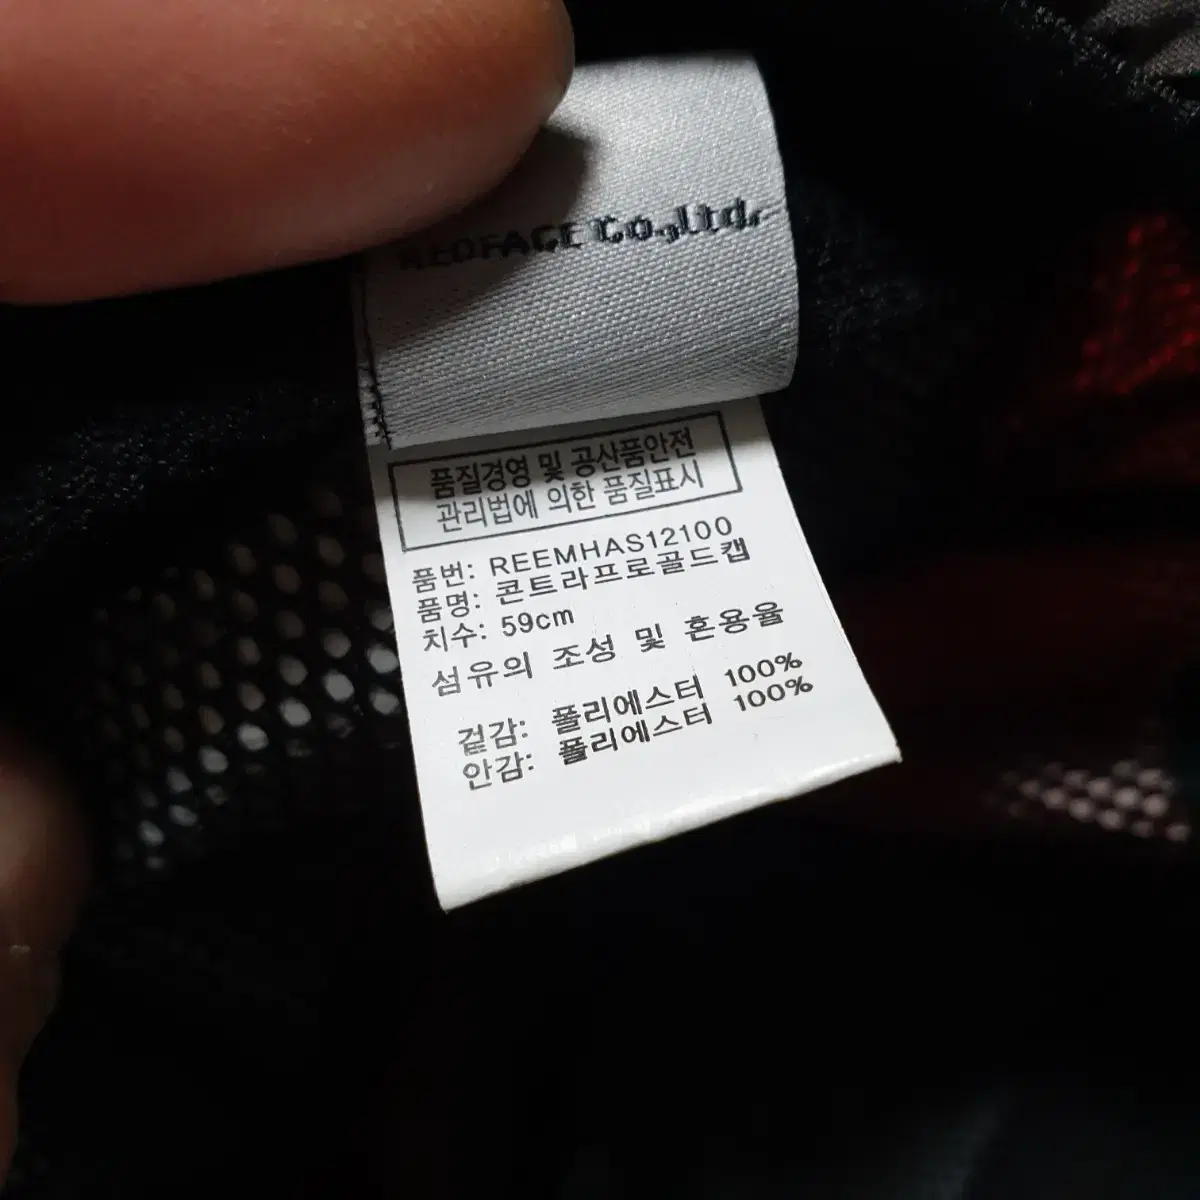 REDFACE Co.,Ltd.
품질경영 및 공산품안전
관리법에 의한 품질표시
품번: REEMHAS12100
품명: 콘트라프로골드캡
치수: 59cm
섬유의 조성 및 혼용율
겉감: 폴리에스터 100%
안감: 폴리에스터 100%